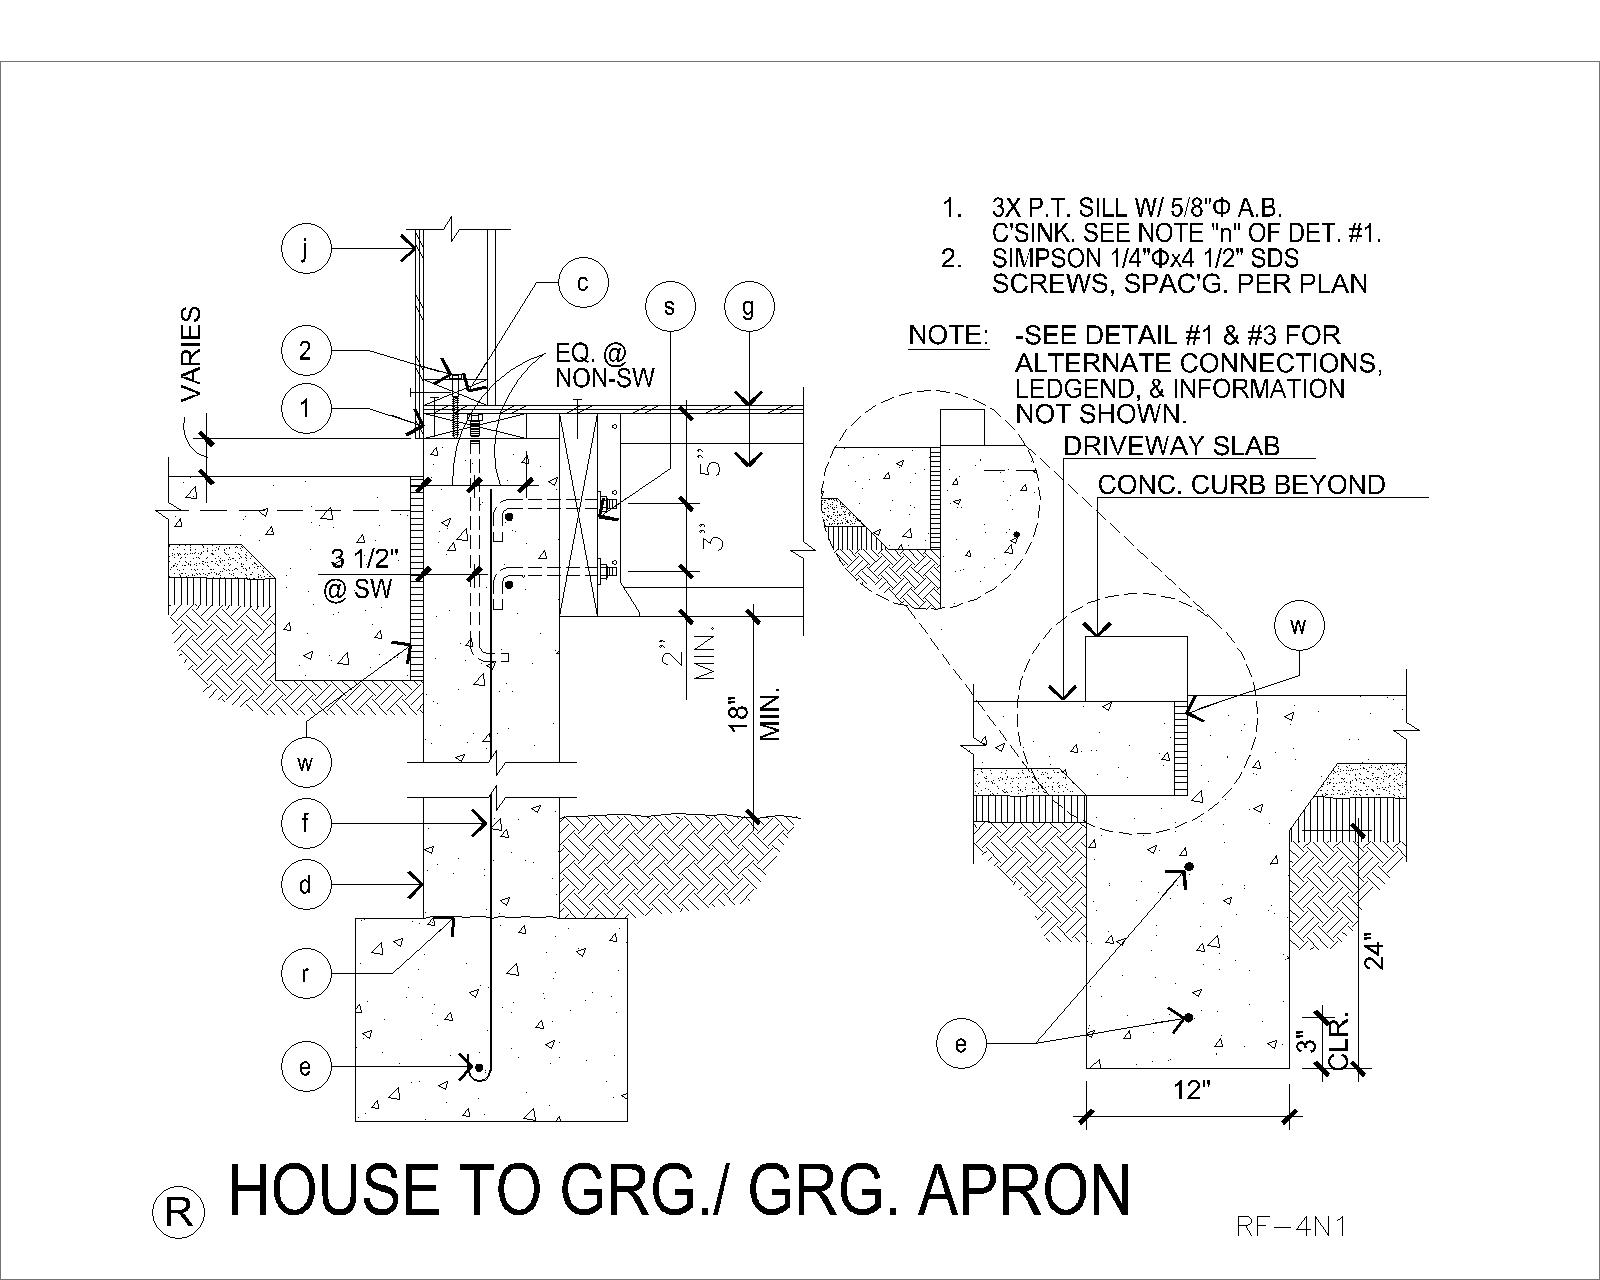 1. 3X P.T. SILL W/ 5/8"Φ A.B.
C'SINK. SEE NOTE "n" OF DET. #1.
2. SIMPSON 1/4"Φx4 1/2" SDS
SCREWS, SPAC'G. PER PLAN
NOTE: -SEE DETAIL #1 & #3 FOR
ALTERNATE CONNECTIONS,
LEDGEND, & INFORMATION
NOT SHOWN.
DRIVEWAY SLAB
CONC. CURB BEYOND
j
c
s
g
2
1
VARIES
EQ. @
NON-SW
5"
3"
3 1/2"
@ SW
2"
MIN.
18"
MIN.
w
f
d
r
e
w
e
24"
3"
CLR.
12"
R
HOUSE TO GRG./ GRG. APRON
RF-4N1